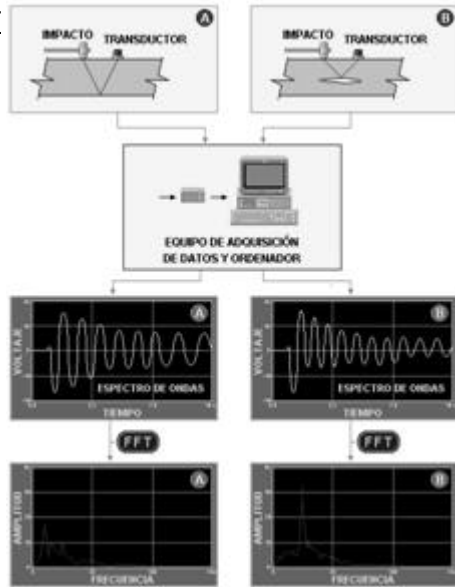 A
B
IMPACTO
TRANSDUCTOR
IMPACTO
TRANSDUCTOR
EQUIPO DE ADQUISICIÓN
DE DATOS Y ORDENADOR
A
B
VOLTAJE
ESPECTRO DE ONDAS
TIEMPO
VOLTAJE
ESPECTRO DE ONDAS
TIEMPO
FFT
FFT
A
B
AMPLITUD
FRECUENCIA
AMPLITUD
FRECUENCIA